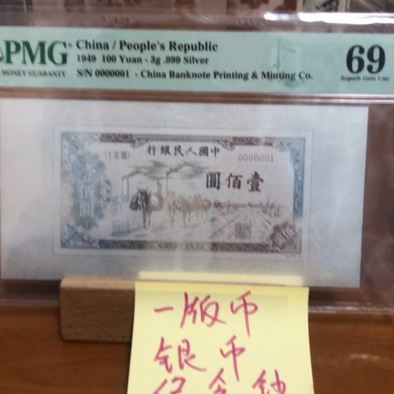 PMG China / People's Republic 69
MONEY GUARANTY 1949 100 Yuan - 3g .999 Silver Superb Gem Unc
S/N 0000001 - China Banknote Printing & Minting Co.
行銀民人國中
0000001
圓佰壹
一版币
银币